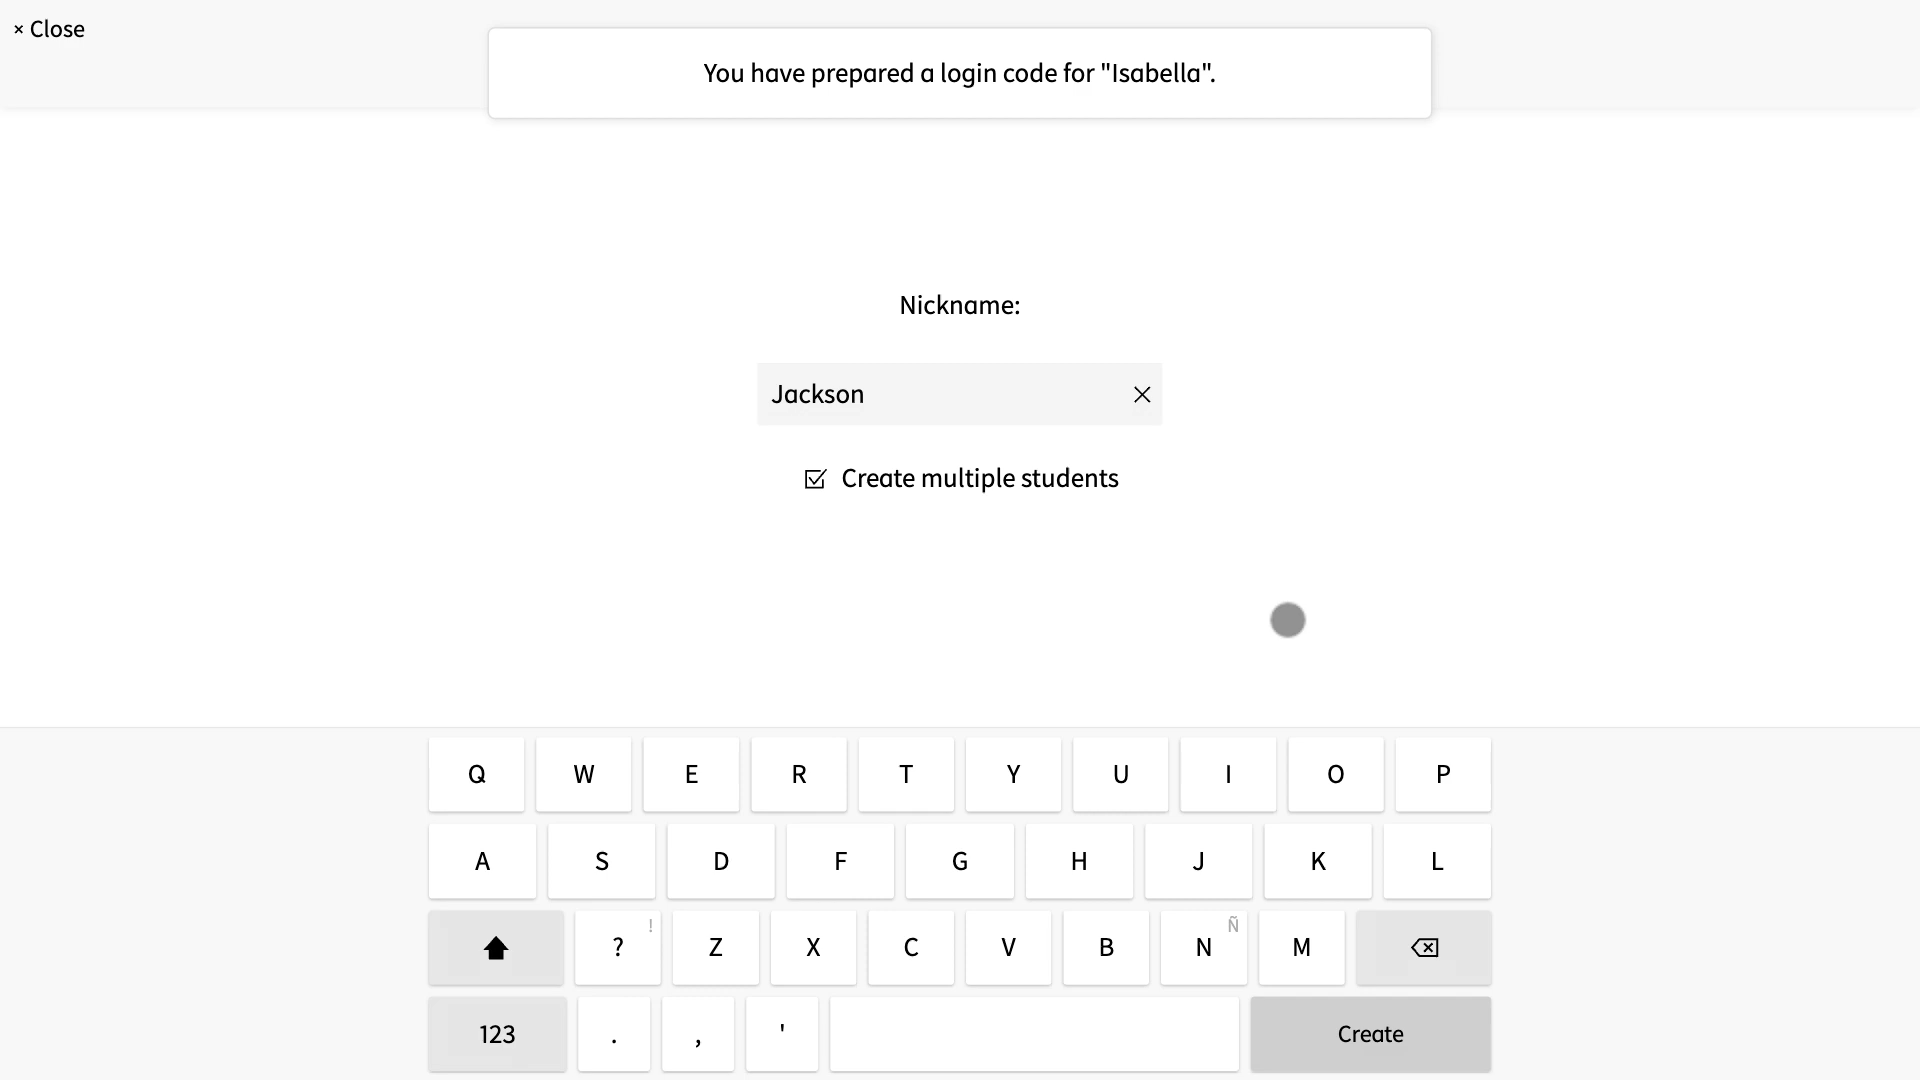 × Close
You have prepared a login code for "Isabella".
Nickname:
Jackson
Create multiple students
Q W E R T Y U I O P
A S D F G H J K L
? ! Z X C V B N Ñ M
123 . , ' Create